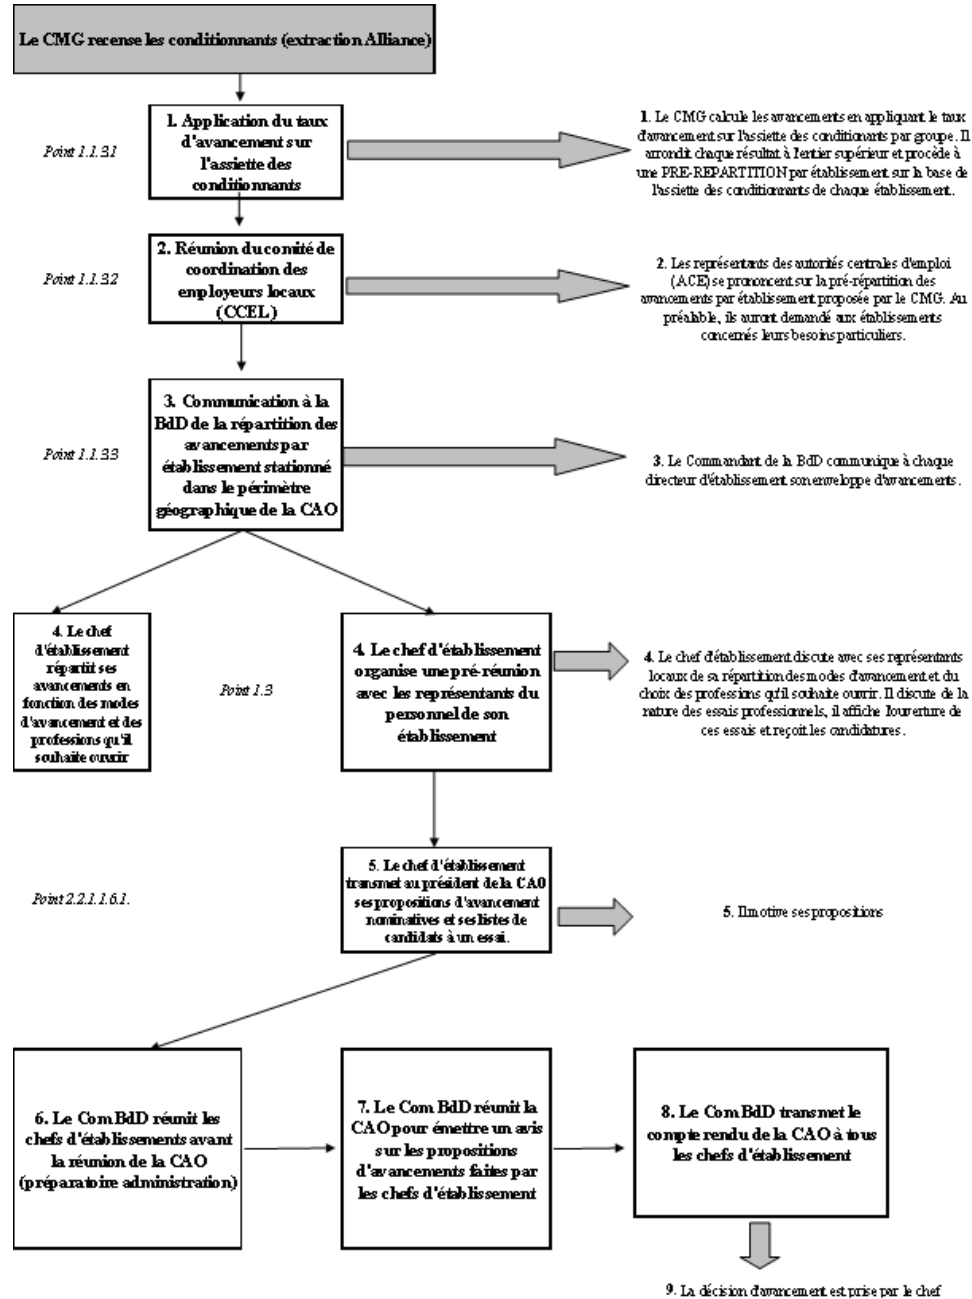 Le CMG recense les conditionnants (extraction Alliance)
Point 1.1.3.1
1. Application du taux
d'avancement sur
l'assiette des
conditionnants
1. Le CMG calcule les avancements en appliquant le taux
d'avancement sur l'assiette des conditionants par groupe. Il
arrondit chaque résultat à l'entier supérieur et procède à
une PRE-REPARTITION par établissement sur la base de
l'assiette des conditionnants de chaque établissement.
Point 1.1.3.2
2. Réunion du comité de
coordination des
employeurs locaux
(CCEL)
2. Les représentants des autorités centrales d'emploi
(ACE) se prononcent sur la pré-répartition des
avancements par établissement proposée par le CMG. Au
préalable, ils auront demandé aux établissements
concernés leurs besoins particuliers.
Point 1.1.3.3
3. Communication à la
BdD de la répartition des
avancements par
établissement stationné
dans le périmètre
géographique de la CAO
3. Le Commandant de la BdD communique à chaque
directeur d'établissement son enveloppe d'avancements.
4. Le chef
d'établissement
répartit ses
avancements en
fonction des modes
d'avancement et des
professions qu'il
souhaite ouvrir
Point 1.3
4. Le chef d'établissement
organise une pré-réunion
avec les représentants du
personnel de son
établissement
4. Le chef d'établissement discute avec ses représentants
locaux de sa répartition des modes d'avancement et du
choix des professions qu'il souhaite ouvrir. Il discute de la
nature des essais professionnels, il affiche l'ouverture de
ces essais et reçoit les candidatures.
Point 2.2.1.1.6.1.
5. Le chef d'établissement
transmet au président de la CAO
ses propositions d'avancement
nominatives et ses listes de
candidats à un essai.
5. Il motive ses propositions
6. Le Com BdD réunit les
chefs d'établissements avant
la réunion de la CAO
(préparatoire administration)
7. Le Com BdD réunit la
CAO pour émettre un avis
sur les propositions
d'avancements faites par
les chefs d'établissement
8. Le Com BdD transmet le
compte rendu de la CAO à tous
les chefs d'établissement
9. La décision d'avancement est prise par le chef